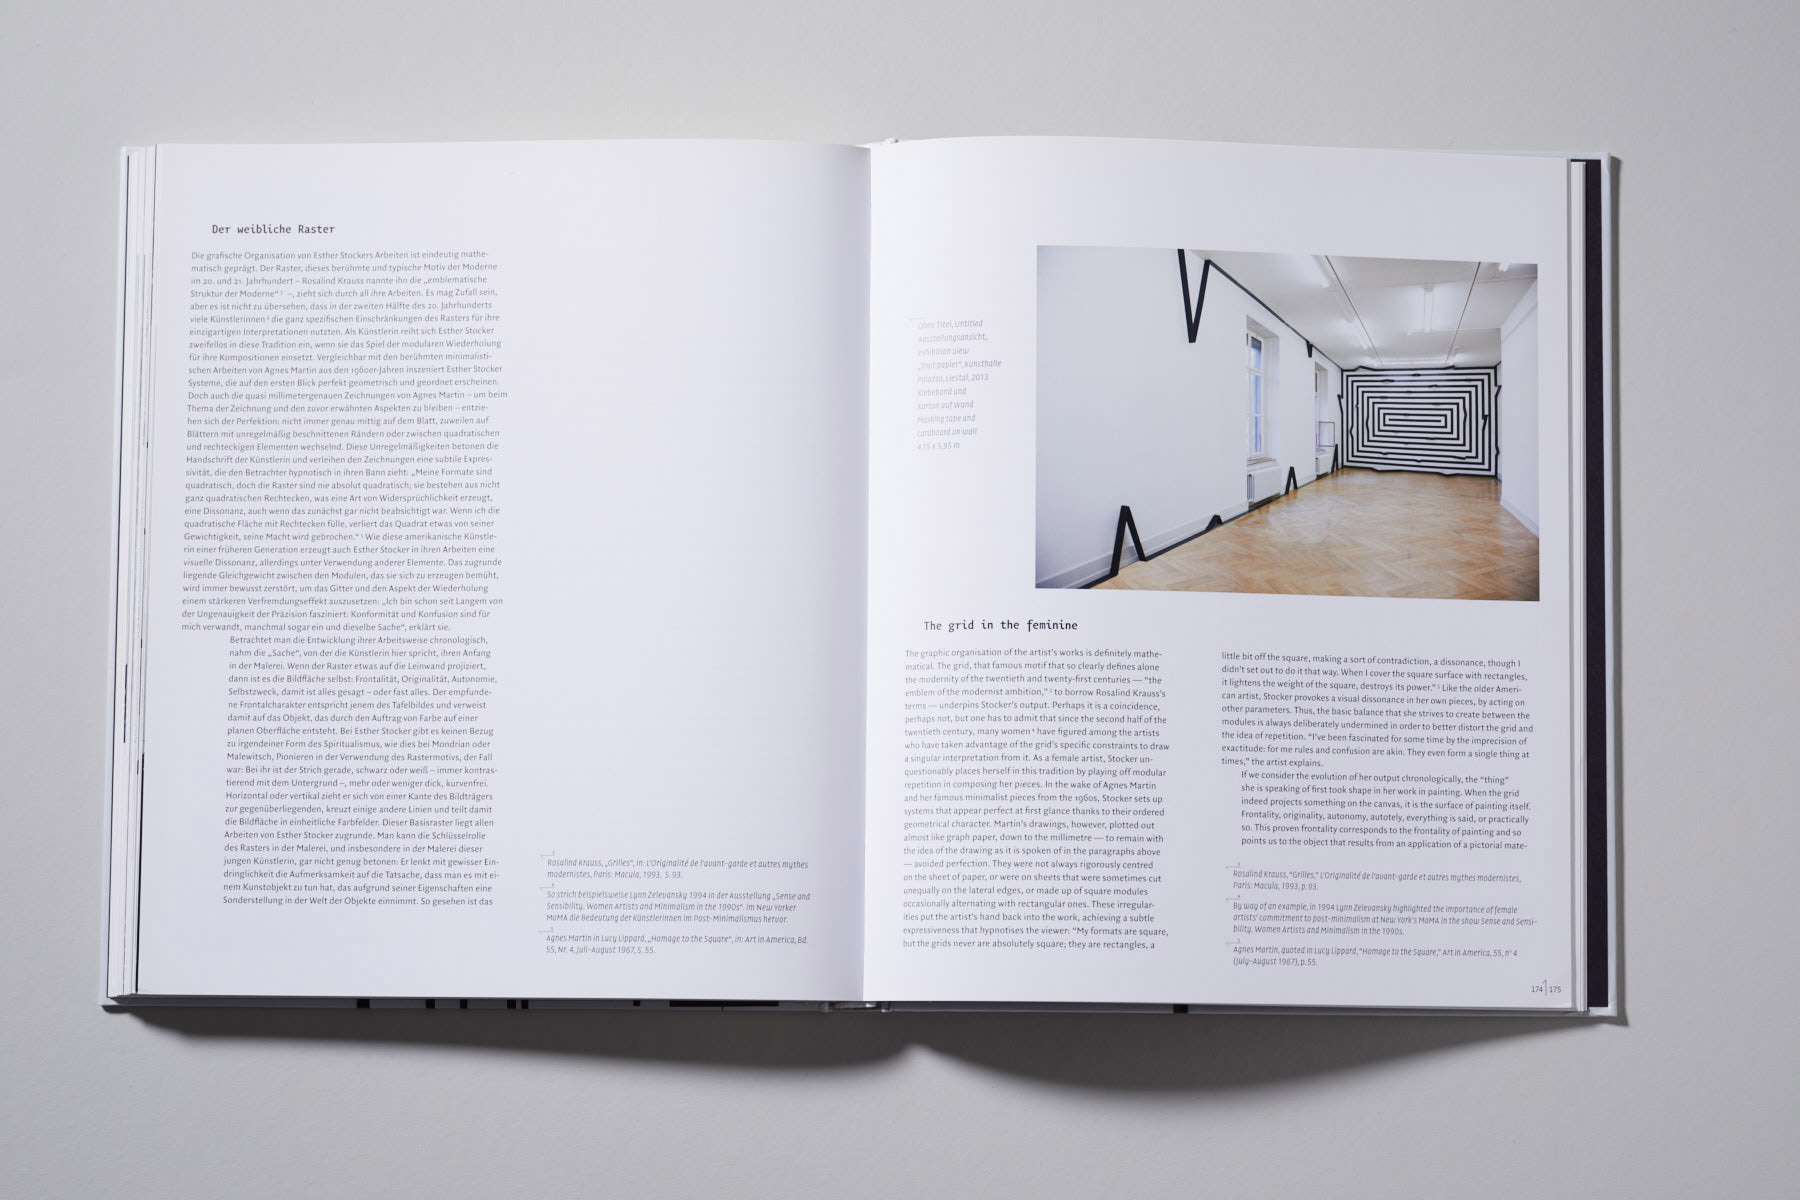 Der weibliche Raster
Die grafische Organisation von Esther Stockers Arbeiten ist eindeutig mathe-
matisch geprägt. Der Raster, dieses berühmte und typische Motiv der Moderne
im 20. und 21. Jahrhundert – Rosalind Krauss nannte ihn die „emblematische
Struktur der Moderne“³ –, zieht sich durch all ihre Arbeiten. Es mag Zufall sein,
aber es ist nicht zu übersehen, dass in der zweiten Hälfte des 20. Jahrhunderts
viele Künstlerinnen⁴ die ganz spezifischen Einschränkungen des Rasters für ihre
einzigartigen Interpretationen nutzten. Als Künstlerin reiht sich Esther Stocker
zweifellos in diese Tradition ein, wenn sie das Spiel der modularen Wiederholung
für ihre Kompositionen einsetzt. Vergleichbar mit den berühmten minimalisti-
schen Arbeiten von Agnes Martin aus den 1960er-Jahren inszeniert Esther Stocker
Systeme, die auf den ersten Blick perfekt geometrisch und geordnet erscheinen.
Doch auch die quasi millimetergenauen Zeichnungen von Agnes Martin – um beim
Thema der Zeichnung und den zuvor erwähnten Aspekten zu bleiben – entzie-
hen sich der Perfektion: nicht immer genau mittig auf dem Blatt, zuweilen auf
Blättern mit unregelmäßig beschnittenen Rändern oder zwischen quadratischen
und rechteckigen Elementen wechselnd. Diese Unregelmäßigkeiten betonen die
Handschrift der Künstlerin und verleihen den Zeichnungen eine subtile Expres-
sivität, die den Betrachter hypnotisch in ihren Bann zieht: „Meine Formate sind
quadratisch, doch die Raster sind nie absolut quadratisch; sie bestehen aus nicht
ganz quadratischen Rechtecken, was eine Art von Widersprüchlichkeit erzeugt,
eine Dissonanz, auch wenn das zunächst gar nicht beabsichtigt war. Wenn ich die
quadratische Fläche mit Rechtecken fülle, verliert das Quadrat etwas von seiner
Gewichtigkeit, seine Macht wird gebrochen.“⁵ Wie diese amerikanische Künstle-
rin einer früheren Generation erzeugt auch Esther Stocker in ihren Arbeiten eine
visuelle Dissonanz, allerdings unter Verwendung anderer Elemente. Das zugrunde
liegende Gleichgewicht zwischen den Modulen, das sie sich zu erzeugen bemüht,
wird immer bewusst zerstört, um das Gitter und den Aspekt der Wiederholung
einem stärkeren Verfremdungseffekt auszusetzen: „Ich bin schon seit Langem von
der Ungenauigkeit der Präzision fasziniert: Konformität und Konfusion sind für
mich verwandt, manchmal sogar ein und dieselbe Sache“, erklärt sie.
Betrachtet man die Entwicklung ihrer Arbeitsweise chronologisch,
nahm die „Sache“, von der die Künstlerin hier spricht, ihren Anfang
in der Malerei. Wenn der Raster etwas auf die Leinwand projiziert,
dann ist es die Bildfläche selbst: Frontalität, Originalität, Autonomie,
Selbstzweck, damit ist alles gesagt – oder fast alles. Der empfunde-
ne Frontalcharakter entspricht jenem des Tafelbildes und verweist
damit auf das Objekt, das durch den Auftrag von Farbe auf einer
planen Oberfläche entsteht. Bei Esther Stocker gibt es keinen Bezug
zu irgendeiner Form des Spiritualismus, wie dies bei Mondrian oder
Malewitsch, Pionieren in der Verwendung des Rastermotivs, der Fall
war: Bei ihr ist der Strich gerade, schwarz oder weiß – immer kontras-
tierend mit dem Untergrund –, mehr oder weniger dick, kurvenfrei.
Horizontal oder vertikal zieht er sich von einer Kante des Bildträgers
zur gegenüberliegenden, kreuzt einige andere Linien und teilt damit
die Bildfläche in einheitliche Farbfelder. Dieser Basisraster liegt allen
Arbeiten von Esther Stocker zugrunde. Man kann die Schlüsselrolle
des Rasters in der Malerei, und insbesondere in der Malerei dieser
jungen Künstlerin, gar nicht genug betonen: Er lenkt mit gewisser Ein-
dringlichkeit die Aufmerksamkeit auf die Tatsache, dass man es mit ei-
nem Kunstobjekt zu tun hat, das aufgrund seiner Eigenschaften eine
Sonderstellung in der Welt der Objekte einnimmt. So gesehen ist das
3
Rosalind Krauss, „Grilles“, in: L'Originalité de l'avant-garde et autres mythes
modernistes, Paris: Macula, 1993, S. 93.
4
So strich beispielsweise Lynn Zelevansky 1994 in der Ausstellung „Sense and
Sensibility. Women Artists and Minimalism in the 1990s“. im New Yorker
MoMA die Bedeutung der Künstlerinnen im Post-Minimalismus hervor.
5
Agnes Martin in Lucy Lippard, „Homage to the Square“, in: Art in America, Bd.
55, Nr. 4, Juli–August 1967, S. 55.
Ohne Titel, Untitled
Ausstellungsansicht,
exhibition view
„Trait papier“, Kunsthalle
Palazzo, Liestal, 2013
Klebeband und
Karton auf Wand
Masking tape and
cardboard on wall
4,15 x 5,95 m
The grid in the feminine
The graphic organisation of the artist's works is definitely mathe-
matical. The grid, that famous motif that so clearly defines alone
the modernity of the twentieth and twenty-first centuries — “the
emblem of the modernist ambition,”³ to borrow Rosalind Krauss's
terms — underpins Stocker's output. Perhaps it is a coincidence,
perhaps not, but one has to admit that since the second half of the
twentieth century, many women⁴ have figured among the artists
who have taken advantage of the grid's specific constraints to draw
a singular interpretation from it. As a female artist, Stocker un-
questionably places herself in this tradition by playing off modular
repetition in composing her pieces. In the wake of Agnes Martin
and her famous minimalist pieces from the 1960s, Stocker sets up
systems that appear perfect at first glance thanks to their ordered
geometrical character. Martin's drawings, however, plotted out
almost like graph paper, down to the millimetre — to remain with
the idea of the drawing as it is spoken of in the paragraphs above
— avoided perfection. They were not always rigorously centred
on the sheet of paper, or were on sheets that were sometimes cut
unequally on the lateral edges, or made up of square modules
occasionally alternating with rectangular ones. These irregular-
ities put the artist's hand back into the work, achieving a subtle
expressiveness that hypnotises the viewer: “My formats are square,
but the grids never are absolutely square; they are rectangles, a
little bit off the square, making a sort of contradiction, a dissonance, though I
didn't set out to do it that way. When I cover the square surface with rectangles,
it lightens the weight of the square, destroys its power.”⁵ Like the older Ameri-
can artist, Stocker provokes a visual dissonance in her own pieces, by acting on
other parameters. Thus, the basic balance that she strives to create between the
modules is always deliberately undermined in order to better distort the grid and
the idea of repetition. “I've been fascinated for some time by the imprecision of
exactitude: for me rules and confusion are akin. They even form a single thing at
times,” the artist explains.
If we consider the evolution of her output chronologically, the “thing”
she is speaking of first took shape in her work in painting. When the grid
indeed projects something on the canvas, it is the surface of painting itself.
Frontality, originality, autonomy, autotely, everything is said, or practically
so. This proven frontality corresponds to the frontality of painting and so
points us to the object that results from an application of a pictorial mate-
3
Rosalind Krauss, “Grilles,” L'Originalité de l'avant-garde et autres mythes modernistes,
Paris: Macula, 1993, p. 93.
4
By way of an example, in 1994 Lynn Zelevansky highlighted the importance of female
artists' commitment to post-minimalism at New York's MoMA in the show Sense and Sensi-
bility. Women Artists and Minimalism in the 1990s.
5
Agnes Martin, quoted in Lucy Lippard, “Homage to the Square,” Art in America, 55, n° 4
(July–August 1967), p. 55.
174 | 175